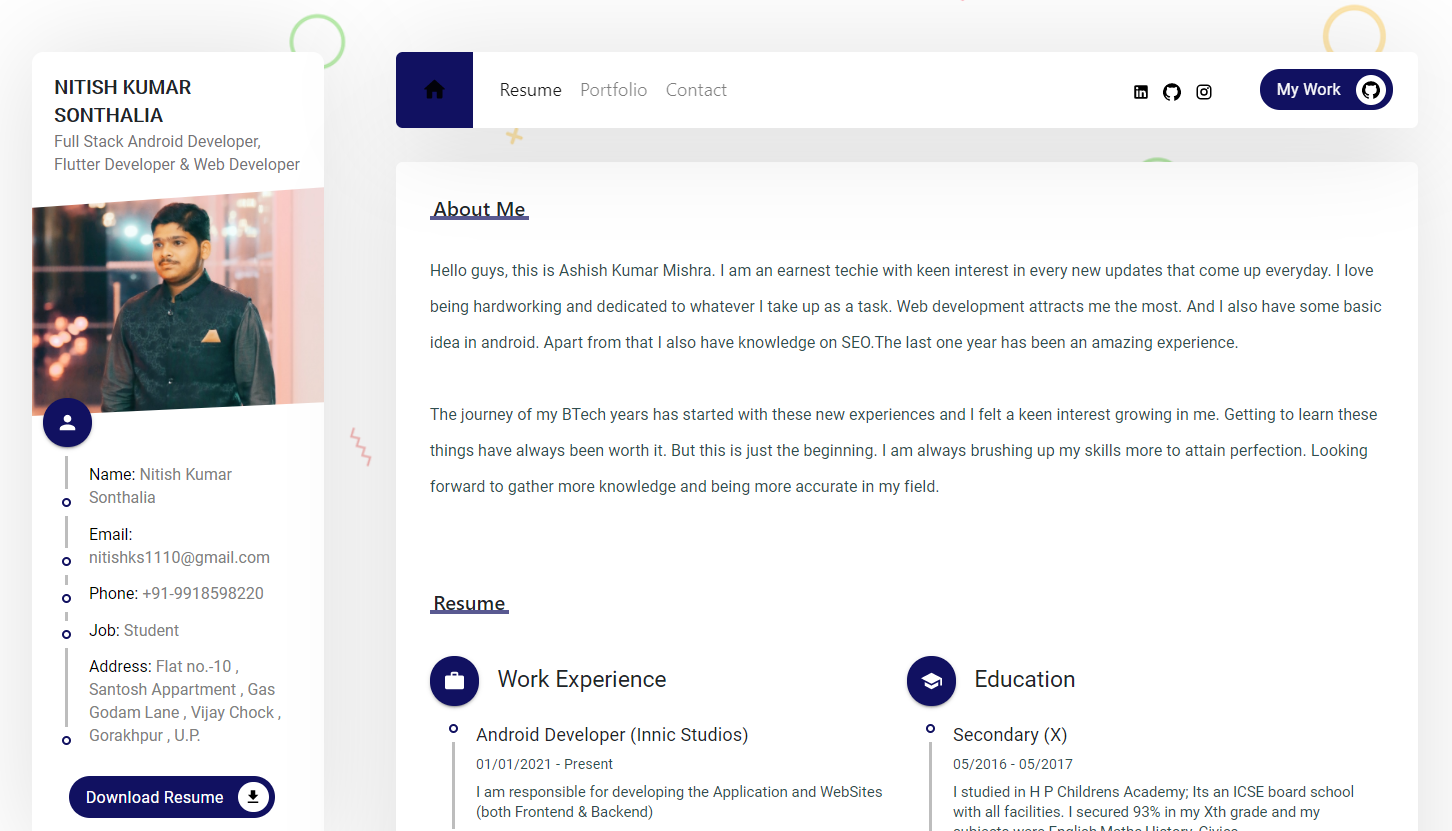 NITISH KUMAR
SONTHALIA
Full Stack Android Developer,
Flutter Developer & Web Developer
Name: Nitish Kumar
Sonthalia
Email:
nitishks1110@gmail.com
Phone: +91-9918598220
Job: Student
Address: Flat no.-10 ,
Santosh Appartment , Gas
Godam Lane , Vijay Chock ,
Gorakhpur , U.P.
Download Resume
Resume Portfolio Contact
My Work
About Me
Hello guys, this is Ashish Kumar Mishra. I am an earnest techie with keen interest in every new updates that come up everyday. I love
being hardworking and dedicated to whatever I take up as a task. Web development attracts me the most. And I also have some basic
idea in android. Apart from that I also have knowledge on SEO.The last one year has been an amazing experience.
The journey of my BTech years has started with these new experiences and I felt a keen interest growing in me. Getting to learn these
things have always been worth it. But this is just the beginning. I am always brushing up my skills more to attain perfection. Looking
forward to gather more knowledge and being more accurate in my field.
Resume
Work Experience
Android Developer (Innic Studios)
01/01/2021 - Present
I am responsible for developing the Application and WebSites
(both Frontend & Backend)
Education
Secondary (X)
05/2016 - 05/2017
I studied in H P Childrens Academy; Its an ICSE board school
with all facilities. I secured 93% in my Xth grade and my
subjects were English,Maths,History-Civics